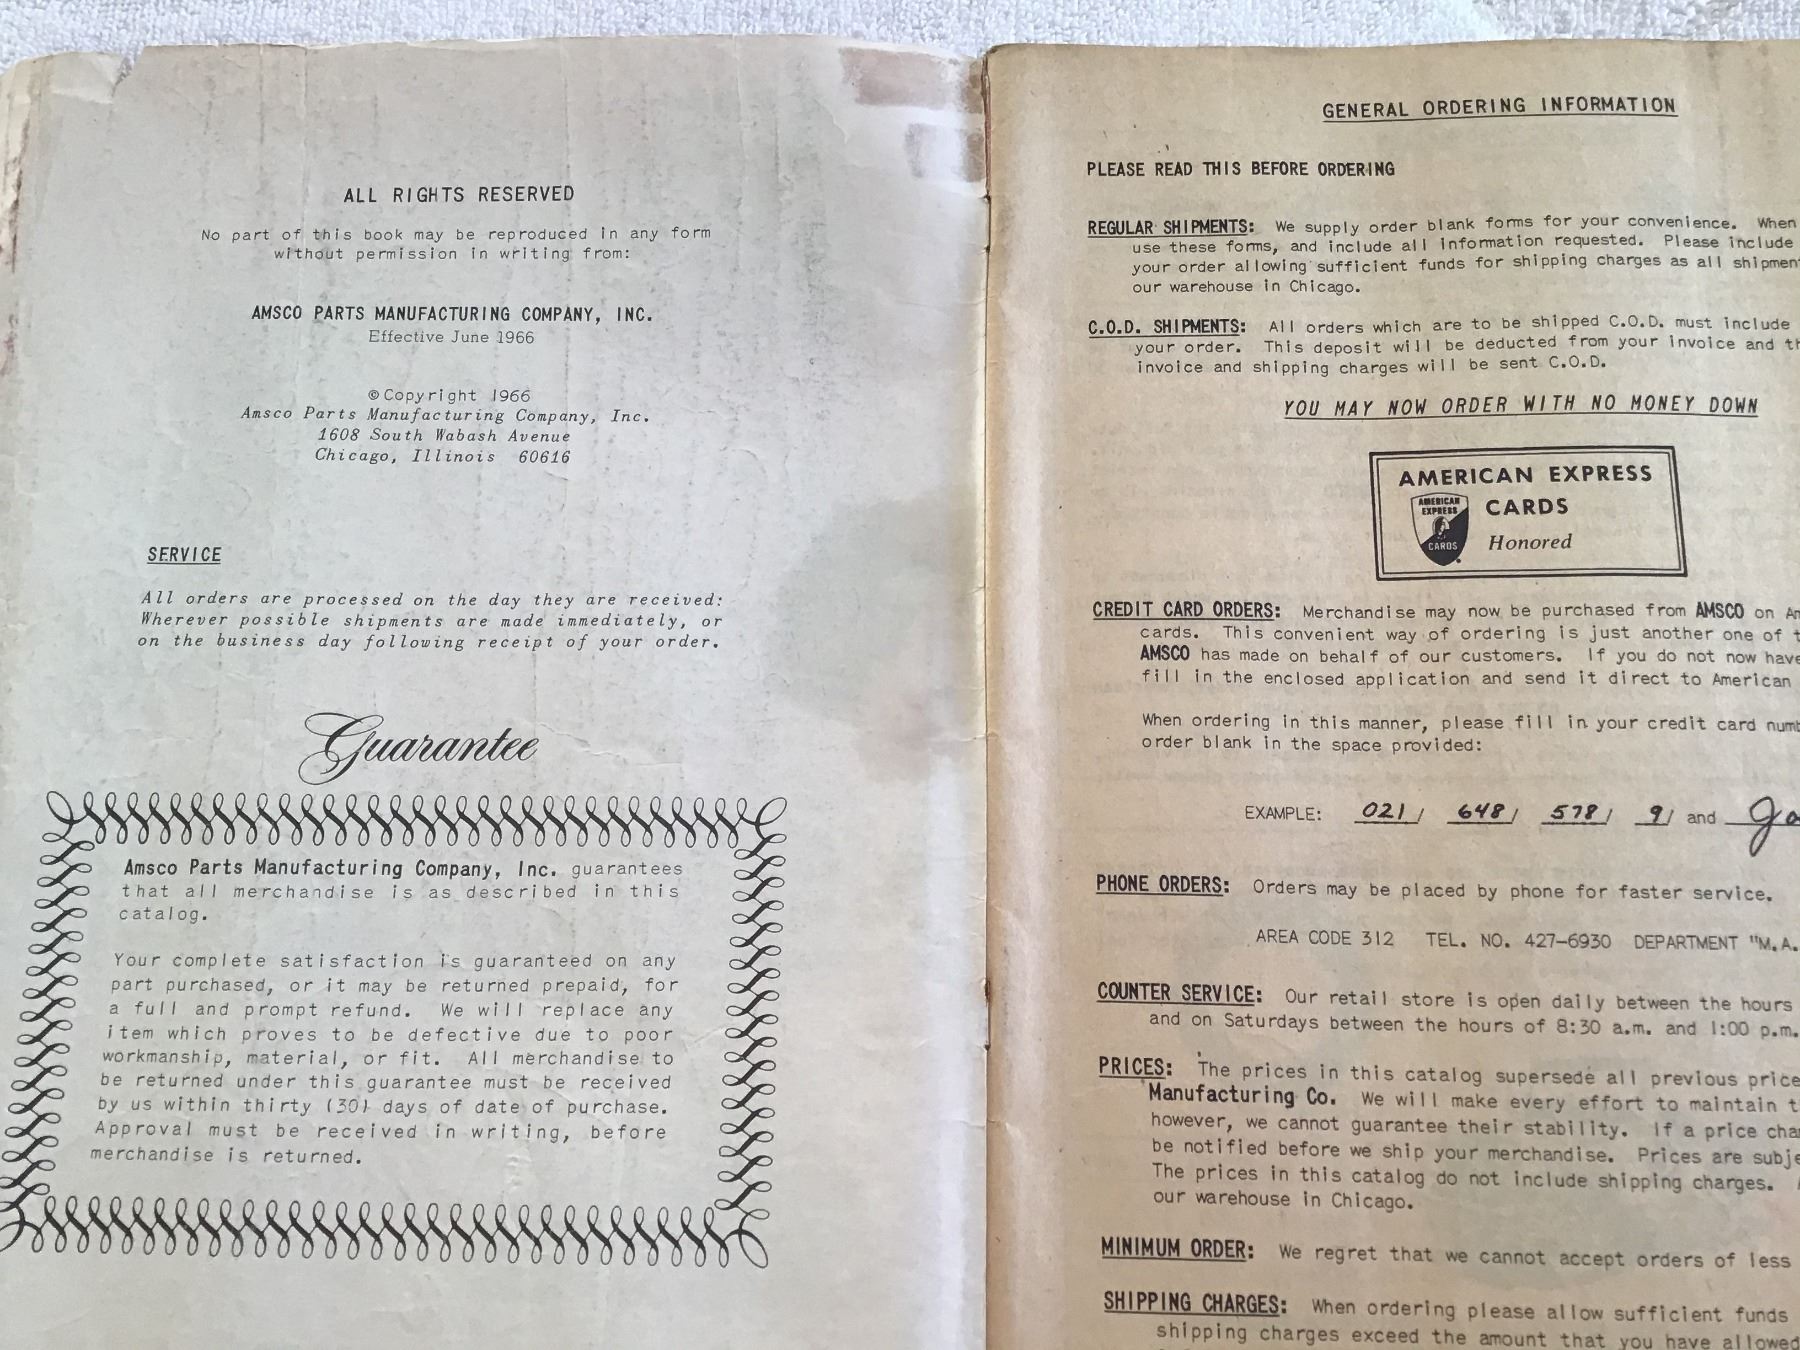 ALL RIGHTS RESERVED
No part of this book may be reproduced in any form
without permission in writing from:
AMSCO PARTS MANUFACTURING COMPANY, INC.
Effective June 1966
©Copyright 1966
Amsco Parts Manufacturing Company, Inc.
1608 South Wabash Avenue
Chicago, Illinois 60616
SERVICE
All orders are processed on the day they are received:
Wherever possible shipments are made immediately, or
on the business day following receipt of your order.
Guarantee
Amsco Parts Manufacturing Company, Inc. guarantees
that all merchandise is as described in this
catalog.
Your complete satisfaction is guaranteed on any
part purchased, or it may be returned prepaid, for
a full and prompt refund. We will replace any
item which proves to be defective due to poor
workmanship, material, or fit. All merchandise to
be returned under this guarantee must be received
by us within thirty (30) days of date of purchase.
Approval must be received in writing, before
merchandise is returned.
GENERAL ORDERING INFORMATION
PLEASE READ THIS BEFORE ORDERING
REGULAR SHIPMENTS: We supply order blank forms for your convenience. When
use these forms, and include all information requested. Please include
your order allowing sufficient funds for shipping charges as all shipmen
our warehouse in Chicago.
C.O.D. SHIPMENTS: All orders which are to be shipped C.O.D. must include
your order. This deposit will be deducted from your invoice and th
invoice and shipping charges will be sent C.O.D.
YOU MAY NOW ORDER WITH NO MONEY DOWN
AMERICAN EXPRESS
AMERICAN
EXPRESS
CARDS
CARDS
Honored
CREDIT CARD ORDERS: Merchandise may now be purchased from AMSCO on Am
cards. This convenient way of ordering is just another one of t
AMSCO has made on behalf of our customers. If you do not now have
fill in the enclosed application and send it direct to American
When ordering in this manner, please fill in your credit card num
order blank in the space provided:
EXAMPLE: 021/ 648/ 578/ 9/ and Jo
PHONE ORDERS: Orders may be placed by phone for faster service.
AREA CODE 312 TEL. NO. 427-6930 DEPARTMENT "M.A.
COUNTER SERVICE: Our retail store is open daily between the hours
and on Saturdays between the hours of 8:30 a.m. and 1:00 p.m.
PRICES: The prices in this catalog supersede all previous price
Manufacturing Co. We will make every effort to maintain t
however, we cannot guarantee their stability. If a price cha
be notified before we ship your merchandise. Prices are subje
The prices in this catalog do not include shipping charges.
our warehouse in Chicago.
MINIMUM ORDER: We regret that we cannot accept orders of less
SHIPPING CHARGES: When ordering please allow sufficient funds
shipping charges exceed the amount that you have allowed